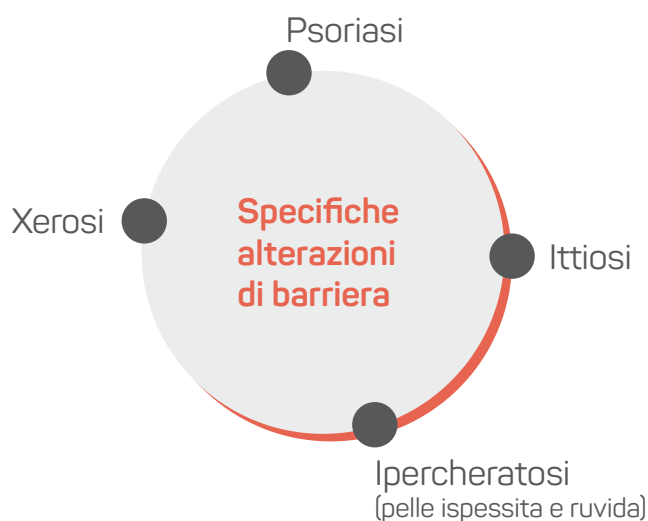 Psoriasi
Xerosi
Specifiche
alterazioni
di barriera
Ittiosi
Ipercheratosi
(pelle ispessita e ruvida)